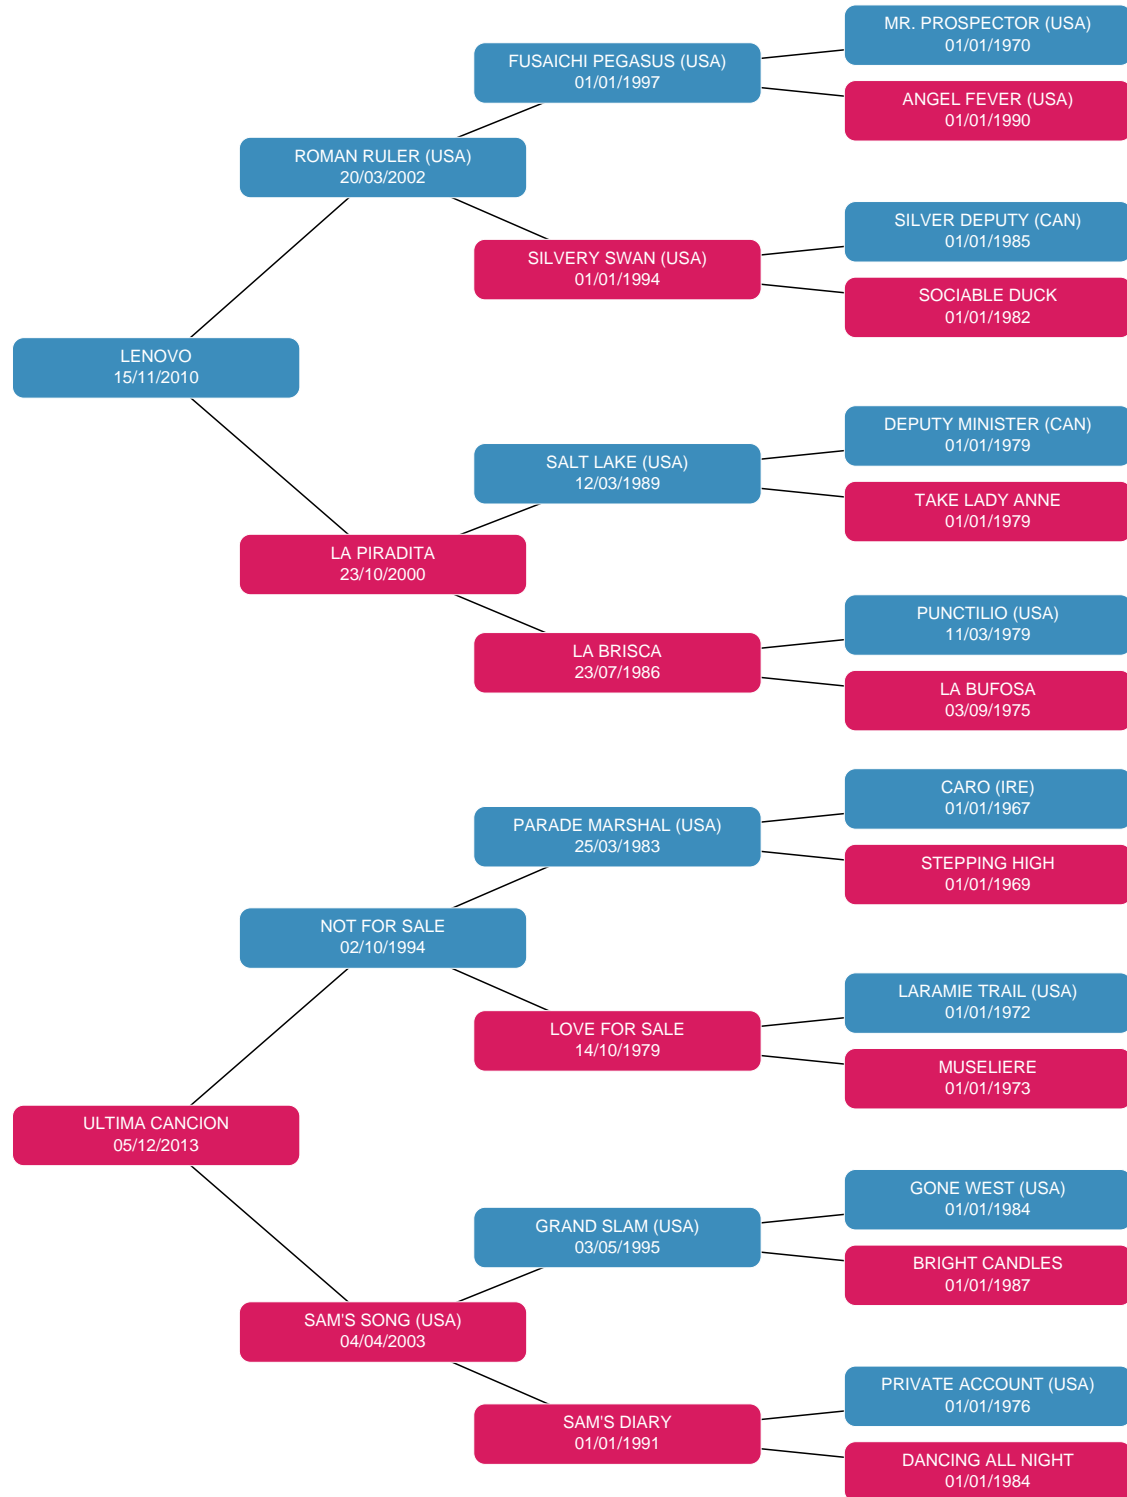 MR. PROSPECTOR (USA)
01/01/1970
FUSAICHI PEGASUS (USA)
01/01/1997
ANGEL FEVER (USA)
01/01/1990
ROMAN RULER (USA)
20/03/2002
SILVER DEPUTY (CAN)
01/01/1985
SILVERY SWAN (USA)
01/01/1994
SOCIABLE DUCK
01/01/1982
LENOVO
15/11/2010
DEPUTY MINISTER (CAN)
01/01/1979
SALT LAKE (USA)
12/03/1989
TAKE LADY ANNE
01/01/1979
LA PIRADITA
23/10/2000
PUNCTILIO (USA)
11/03/1979
LA BRISCA
23/07/1986
LA BUFOSA
03/09/1975
CARO (IRE)
01/01/1967
PARADE MARSHAL (USA)
25/03/1983
STEPPING HIGH
01/01/1969
NOT FOR SALE
02/10/1994
LARAMIE TRAIL (USA)
01/01/1972
LOVE FOR SALE
14/10/1979
MUSELIERE
01/01/1973
ULTIMA CANCION
05/12/2013
GONE WEST (USA)
01/01/1984
GRAND SLAM (USA)
03/05/1995
BRIGHT CANDLES
01/01/1987
SAM'S SONG (USA)
04/04/2003
PRIVATE ACCOUNT (USA)
01/01/1976
SAM'S DIARY
01/01/1991
DANCING ALL NIGHT
01/01/1984